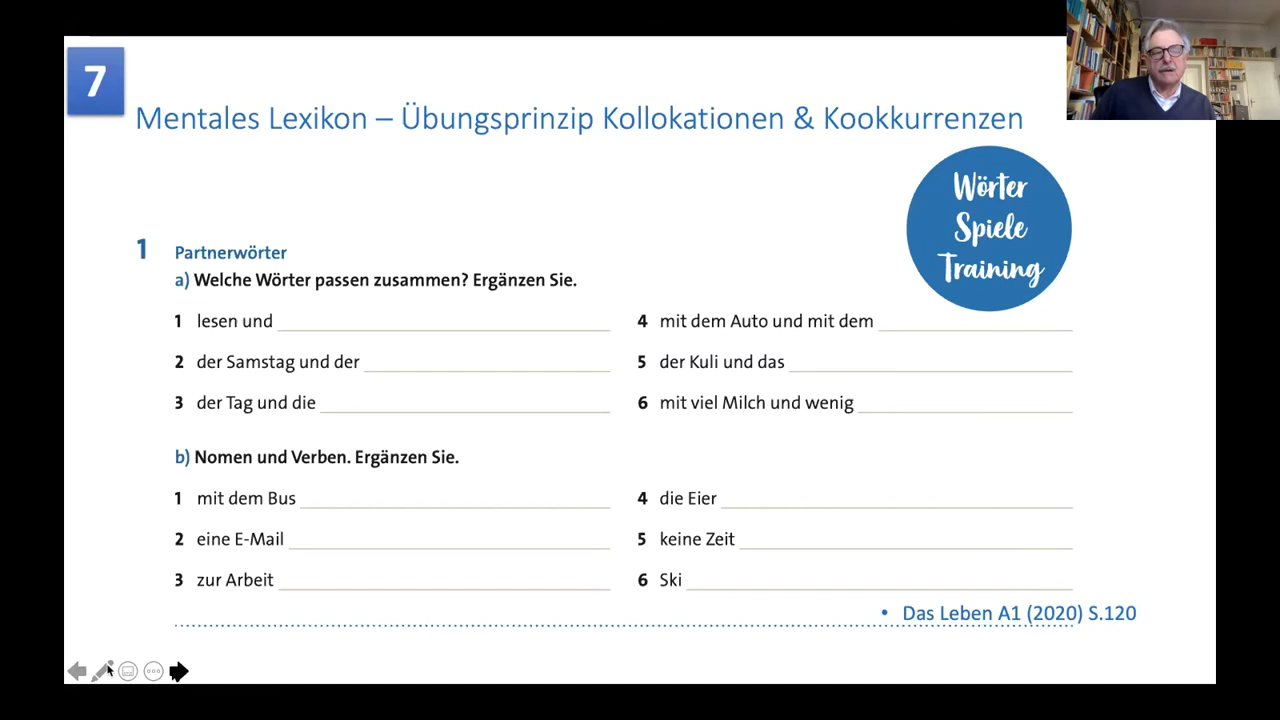 7
Mentales Lexikon – Übungsprinzip Kollokationen & Kookkurrenzen
Wörter
Spiele
Training
1 Partnerwörter
a) Welche Wörter passen zusammen? Ergänzen Sie.
1 lesen und
2 der Samstag und der
3 der Tag und die
4 mit dem Auto und mit dem
5 der Kuli und das
6 mit viel Milch und wenig
b) Nomen und Verben. Ergänzen Sie.
1 mit dem Bus
2 eine E-Mail
3 zur Arbeit
4 die Eier
5 keine Zeit
6 Ski
• Das Leben A1 (2020) S.120